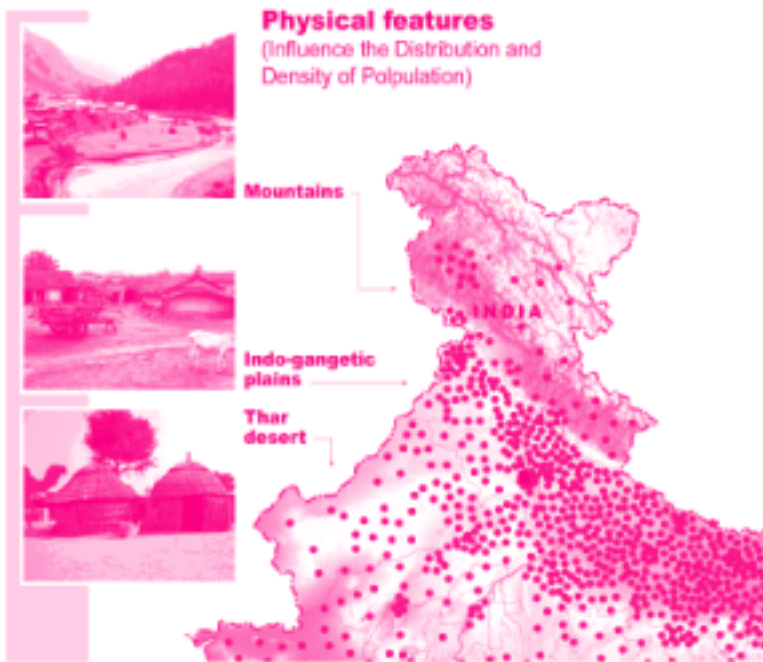 Physical features
(Influence the Distribution and
Density of Polpulation)
Mountains
INDIA
Indo-gangetic
plains
Thar
desert